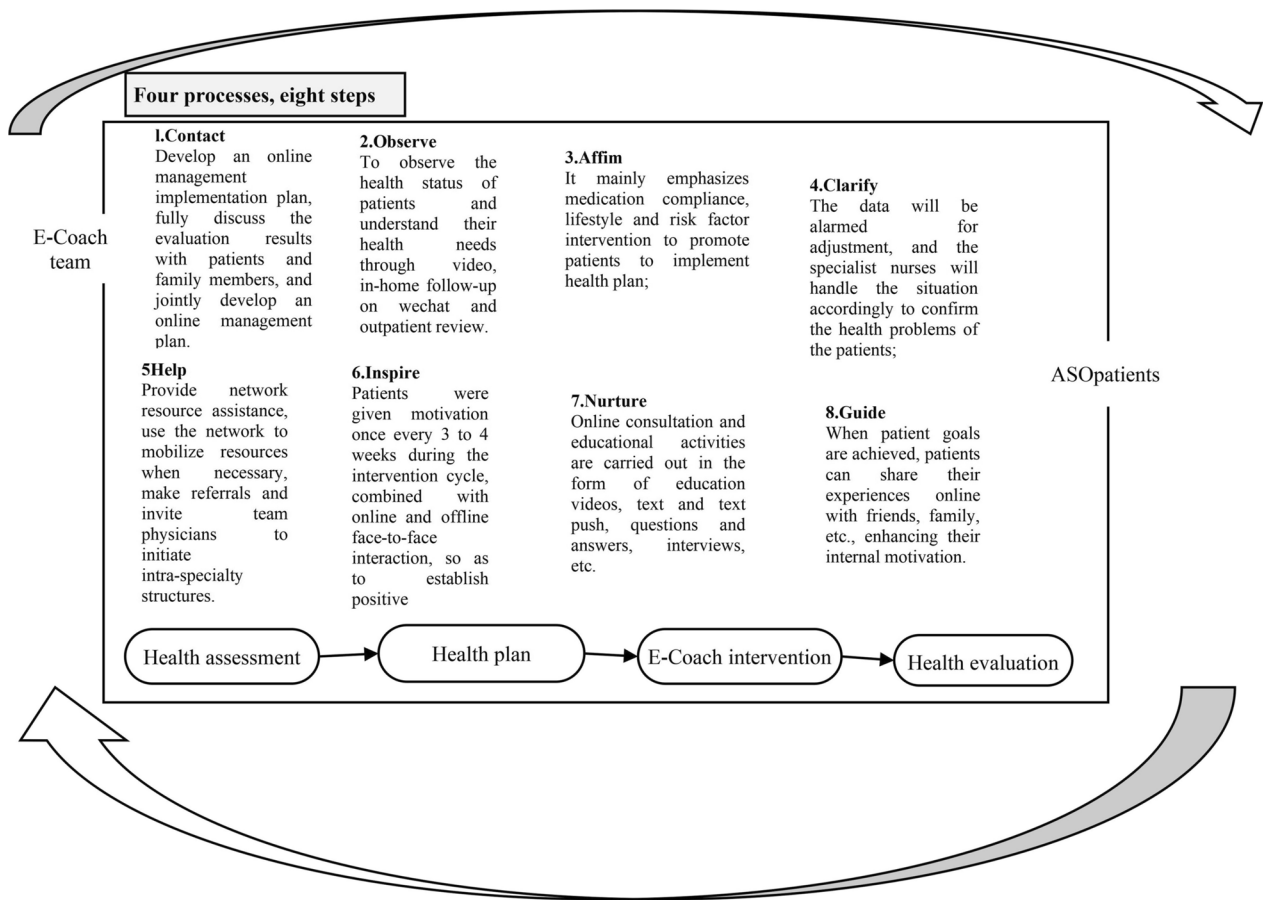 Four processes, eight steps
l.Contact
Develop an online
management
implementation plan,
fully discuss the
evaluation results
with patients and
family members, and
jointly develop an
online management
plan.
2.Observe
To observe the
health status of
patients and
understand their
health needs
through video,
in-home follow-up
on wechat and
outpatient review.
3.Affim
It mainly emphasizes
medication compliance,
lifestyle and risk factor
intervention to promote
patients to implement
health plan;
4.Clarify
The data will be
alarmed for
adjustment, and the
specialist nurses will
handle the situation
accordingly to confirm
the health problems of
the patients;
E-Coach
team
ASOpatients
5Help
Provide network
resource assistance,
use the network to
mobilize resources
when necessary,
make referrals and
invite team
physicians to
initiate
intra-specialty
structures.
6.Inspire
Patients were
given motivation
once every 3 to 4
weeks during the
intervention cycle,
combined with
online and offline
face-to-face
interaction, so as
to establish
positive
7.Nurture
Online consultation and
educational activities
are carried out in the
form of education
videos, text and text
push, questions and
answers, interviews,
etc.
8.Guide
When patient goals
are achieved, patients
can share their
experiences online
with friends, family,
etc., enhancing their
internal motivation.
Health assessment
Health plan
E-Coach intervention
Health evaluation